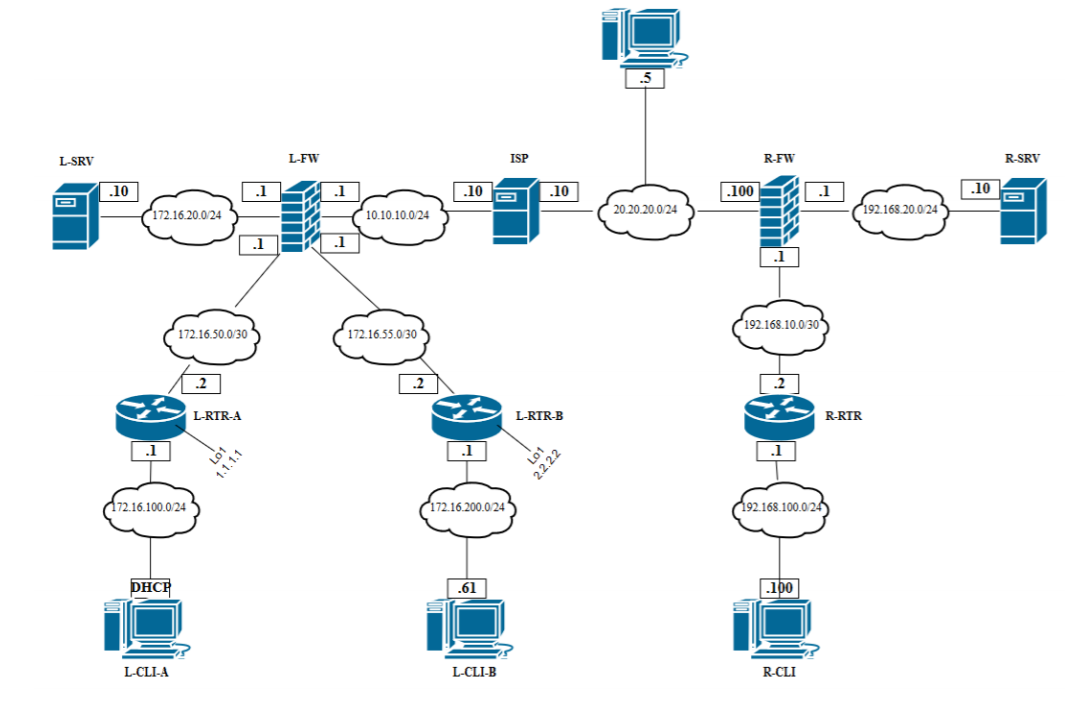 .5
L-SRV
L-FW
ISP
R-FW
R-SRV
.10
172.16.20.0/24
.1
.1
10.10.10.0/24
.10
.10
20.20.20.0/24
.100
.1
192.168.20.0/24
.10
.1
.1
.1
172.16.50.0/30
172.16.55.0/30
192.168.10.0/30
.2
.2
.2
L-RTR-A
L-RTR-B
R-RTR
Lo1
1.1.1.1
Lo1
2.2.2.2
.1
.1
.1
172.16.100.0/24
172.16.200.0/24
192.168.100.0/24
DHCP
.61
.100
L-CLI-A
L-CLI-B
R-CLI